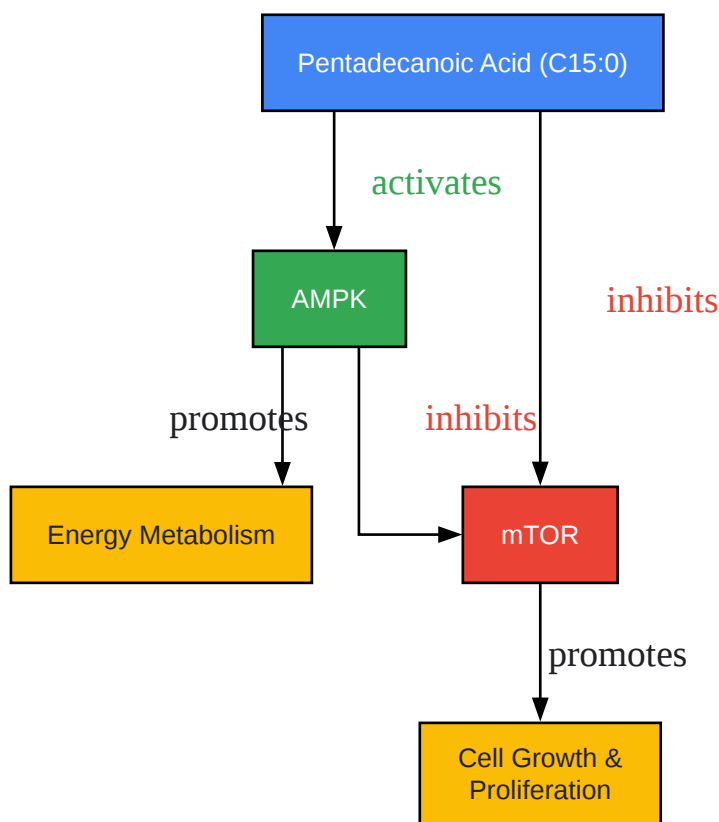 Pentadecanoic Acid (C15:0)
activates
AMPK
inhibits
promotes
inhibits
Energy Metabolism
mTOR
promotes
Cell Growth &
Proliferation